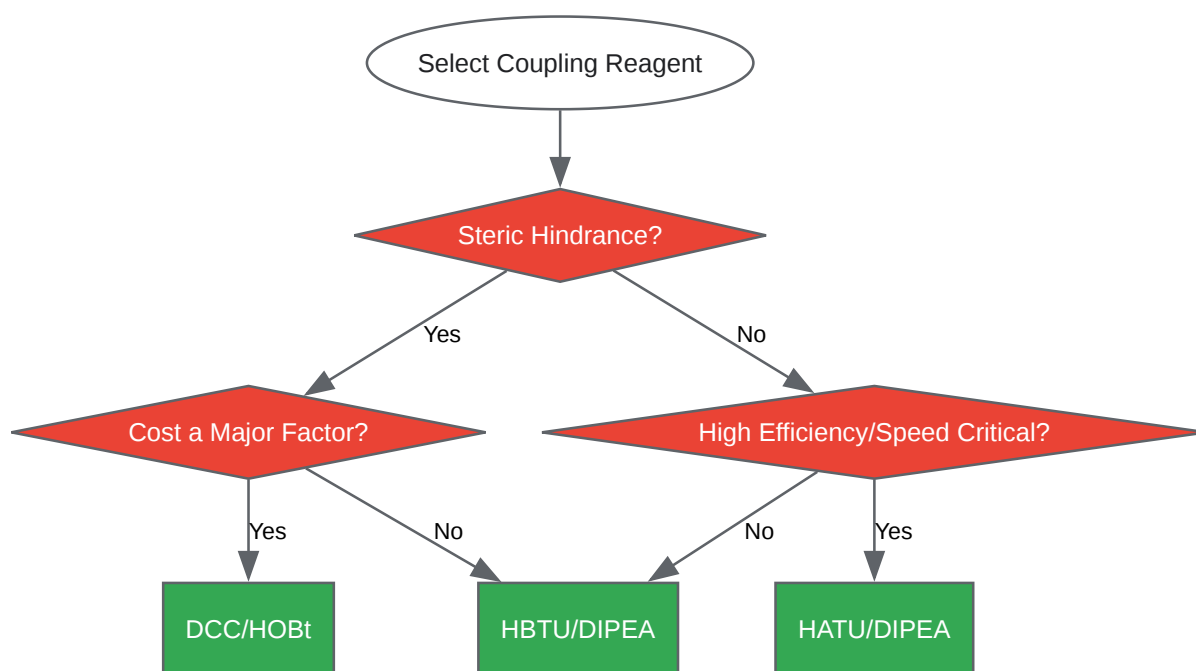 Select Coupling Reagent
Steric Hindrance?
Yes
No
Cost a Major Factor?
High Efficiency/Speed Critical?
Yes
No
No
Yes
DCC/HOBt
HBTU/DIPEA
HATU/DIPEA